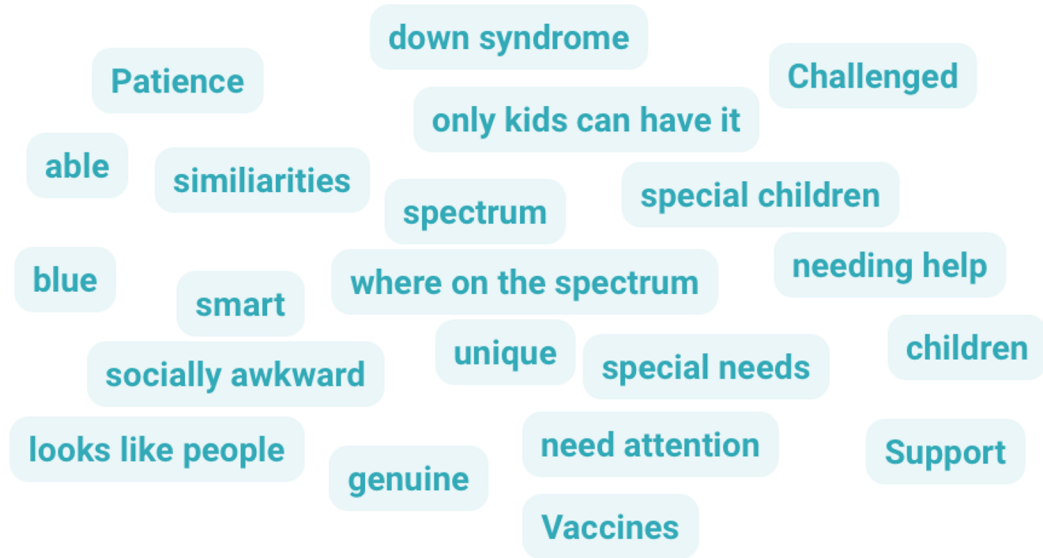 down syndrome
Patience
Challenged
only kids can have it
able
similiarities
spectrum
special children
blue
smart
where on the spectrum
needing help
unique
socially awkward
special needs
children
looks like people
genuine
need attention
Support
Vaccines